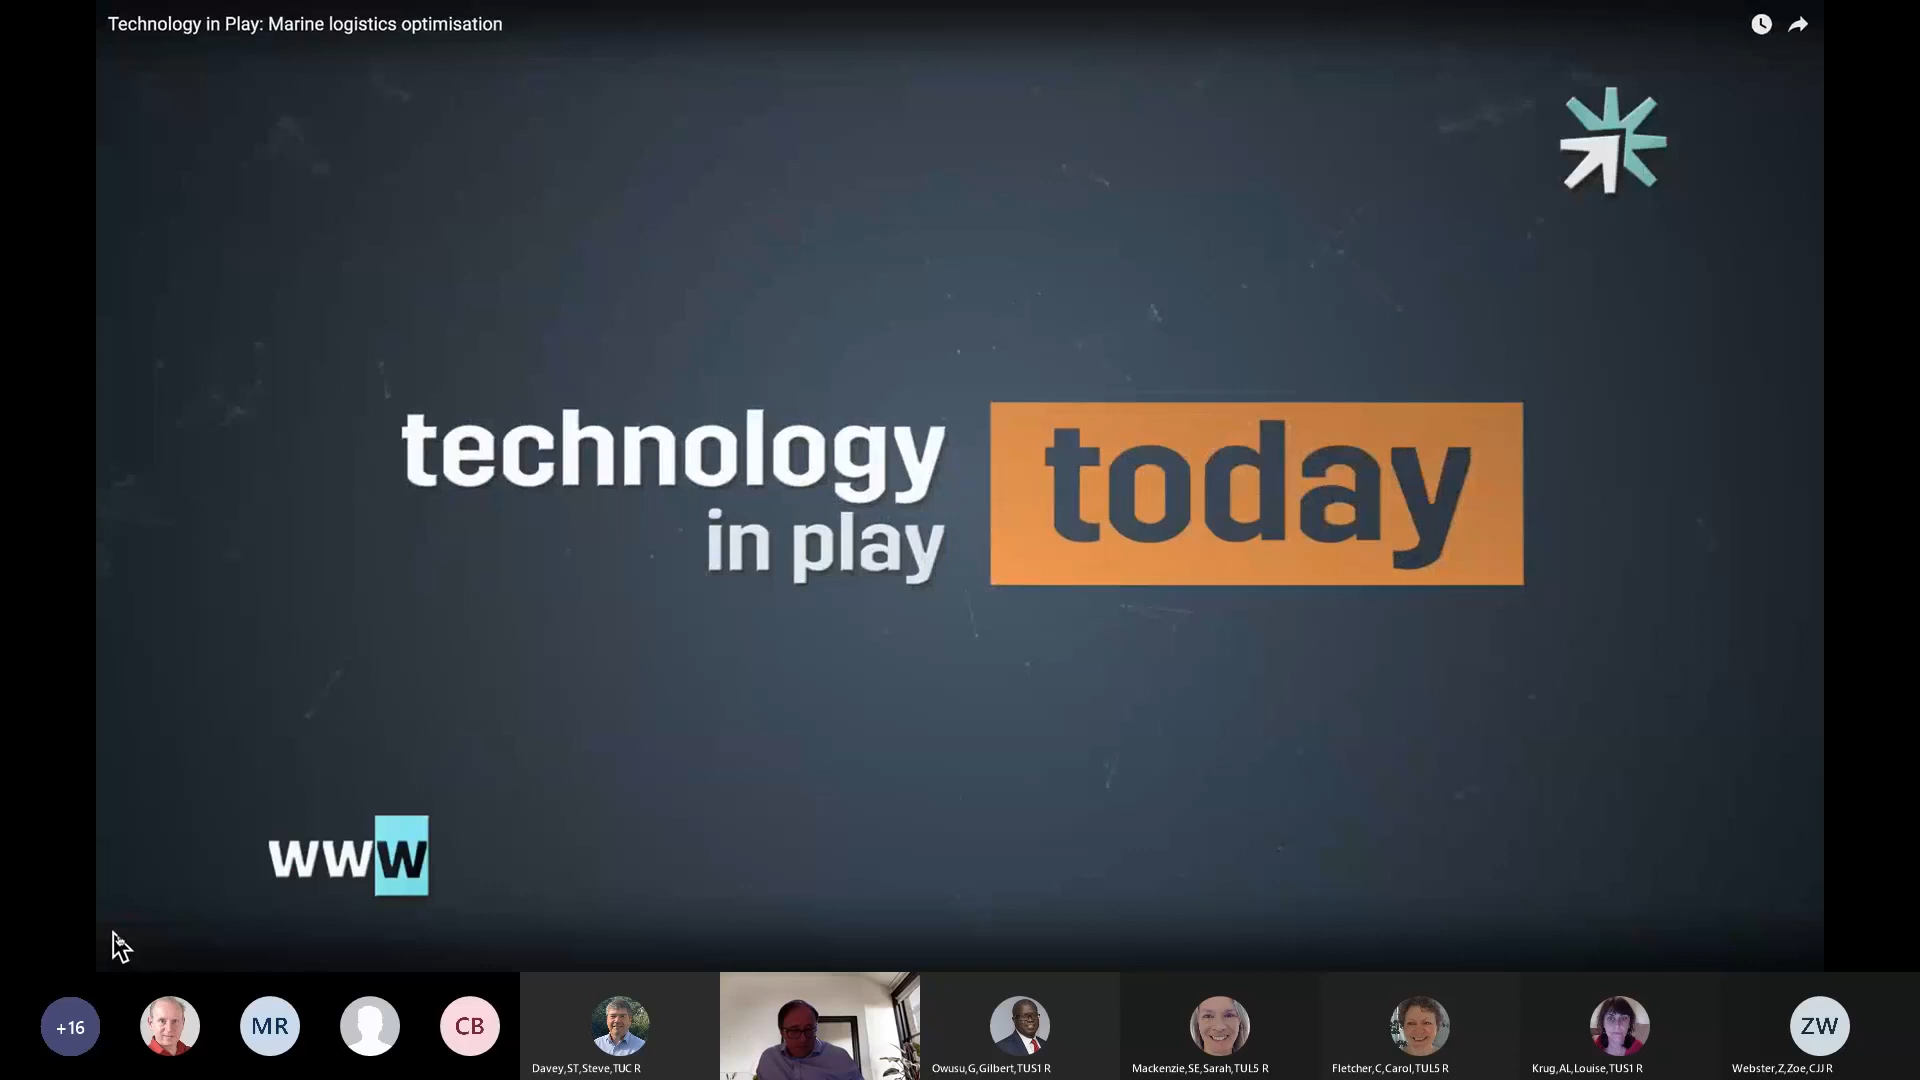 Technology in Play: Marine logistics optimisation
technology
in play
today
www
+16
MR
CB
Davey,ST,Steve,TUC R
Owusu,G,Gilbert,TUS1 R
Mackenzie,SE,Sarah,TUL5 R
Fletcher,C,Carol,TUL5 R
Krug,AL,Louise,TUS1 R
ZW
Webster,Z,Zoe,CJJ R